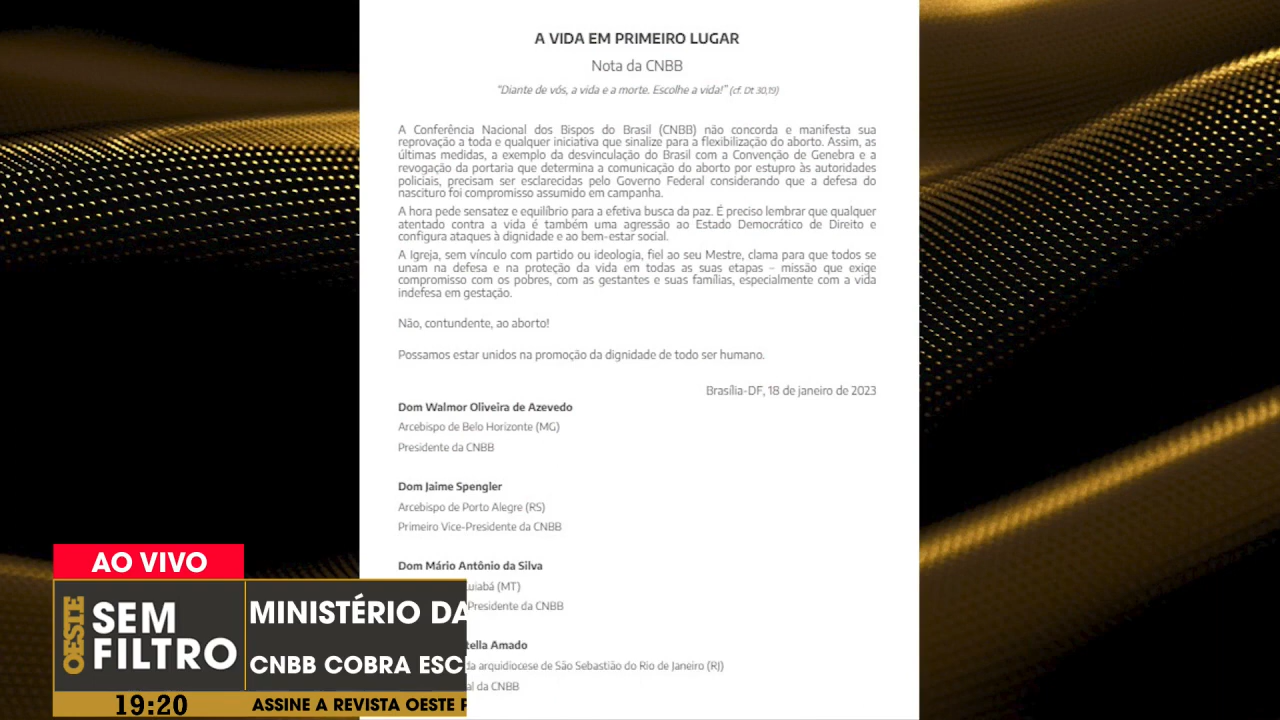 A VIDA EM PRIMEIRO LUGAR
Nota da CNBB
“Diante de vós, a vida e a morte. Escolhe a vida!” (cf. Dt 30,19)
A Conferência Nacional dos Bispos do Brasil (CNBB) não concorda e manifesta sua
reprovação a toda e qualquer iniciativa que sinalize para a flexibilização do aborto. Assim, as
últimas medidas, a exemplo da desvinculação do Brasil com a Convenção de Genebra e a
revogação da portaria que determina a comunicação do aborto por estupro às autoridades
policiais, precisam ser esclarecidas pelo Governo Federal considerando que a defesa do
nascituro foi compromisso assumido em campanha.
A hora pede sensatez e equilíbrio para a efetiva busca da paz. É preciso lembrar que qualquer
atentado contra a vida é também uma agressão ao Estado Democrático de Direito e
configura ataques à dignidade e ao bem-estar social.
A Igreja, sem vínculo com partido ou ideologia, fiel ao seu Mestre, clama para que todos se
unam na defesa e na proteção da vida em todas as suas etapas – missão que exige
compromisso com os pobres, com as gestantes e suas famílias, especialmente com a vida
indefesa em gestação.
Não, contundente, ao aborto!
Possamos estar unidos na promoção da dignidade de todo ser humano.
Brasília-DF, 18 de janeiro de 2023
Dom Walmor Oliveira de Azevedo
Arcebispo de Belo Horizonte (MG)
Presidente da CNBB
Dom Jaime Spengler
Arcebispo de Porto Alegre (RS)
Primeiro Vice-Presidente da CNBB
Dom Mário Antônio da Silva
(MT)
Presidente da CNBB
Amado
arquidiocese de São Sebastião do Rio de Janeiro (RJ)
da CNBB
AO VIVO
OESTE
SEM
FILTRO
MINISTÉRIO DA
CNBB COBRA ESC
19:20
ASSINE A REVISTA OESTE